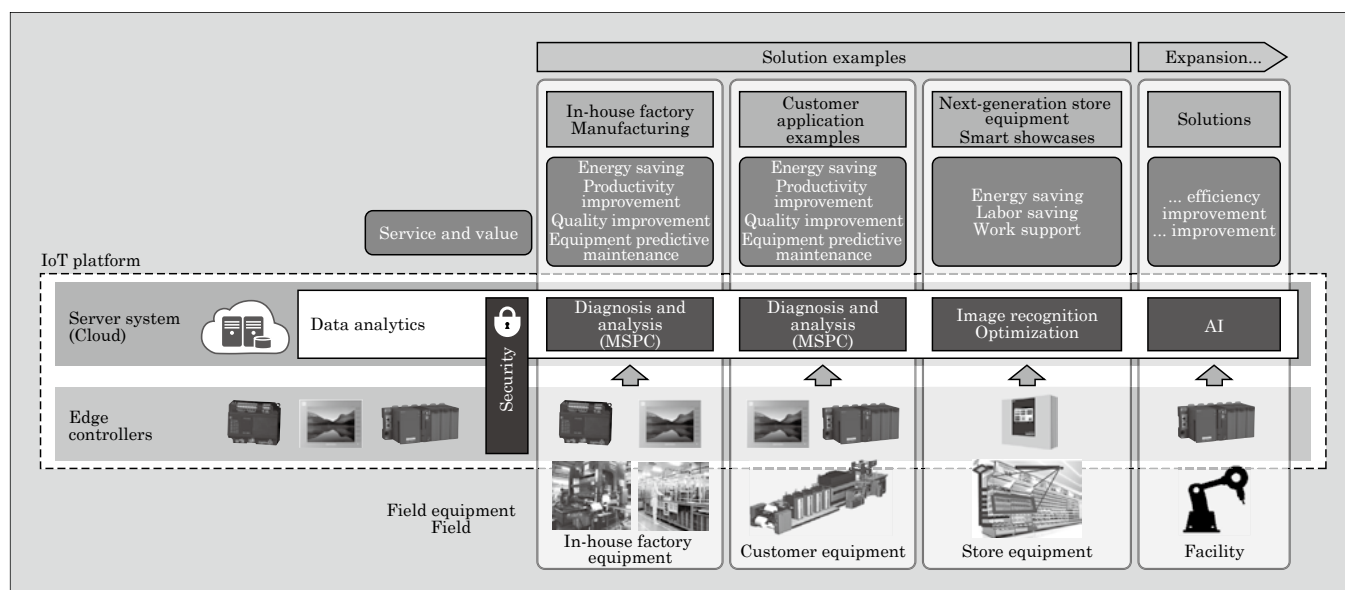 Solution examples
Expansion...
In-house factory
Manufacturing
Customer
application
examples
Next-generation store
equipment
Smart showcases
Solutions
Energy saving
Productivity
improvement
Quality improvement
Equipment predictive
maintenance
Energy saving
Productivity
improvement
Quality improvement
Equipment predictive
maintenance
Energy saving
Labor saving
Work support
... efficiency
improvement
... improvement
Service and value
IoT platform
Server system
(Cloud)
Data analytics
Security
Diagnosis and
analysis
(MSPC)
Diagnosis and
analysis
(MSPC)
Image recognition
Optimization
AI
Edge
controllers
Field equipment
Field
In-house factory
equipment
Customer equipment
Store equipment
Facility